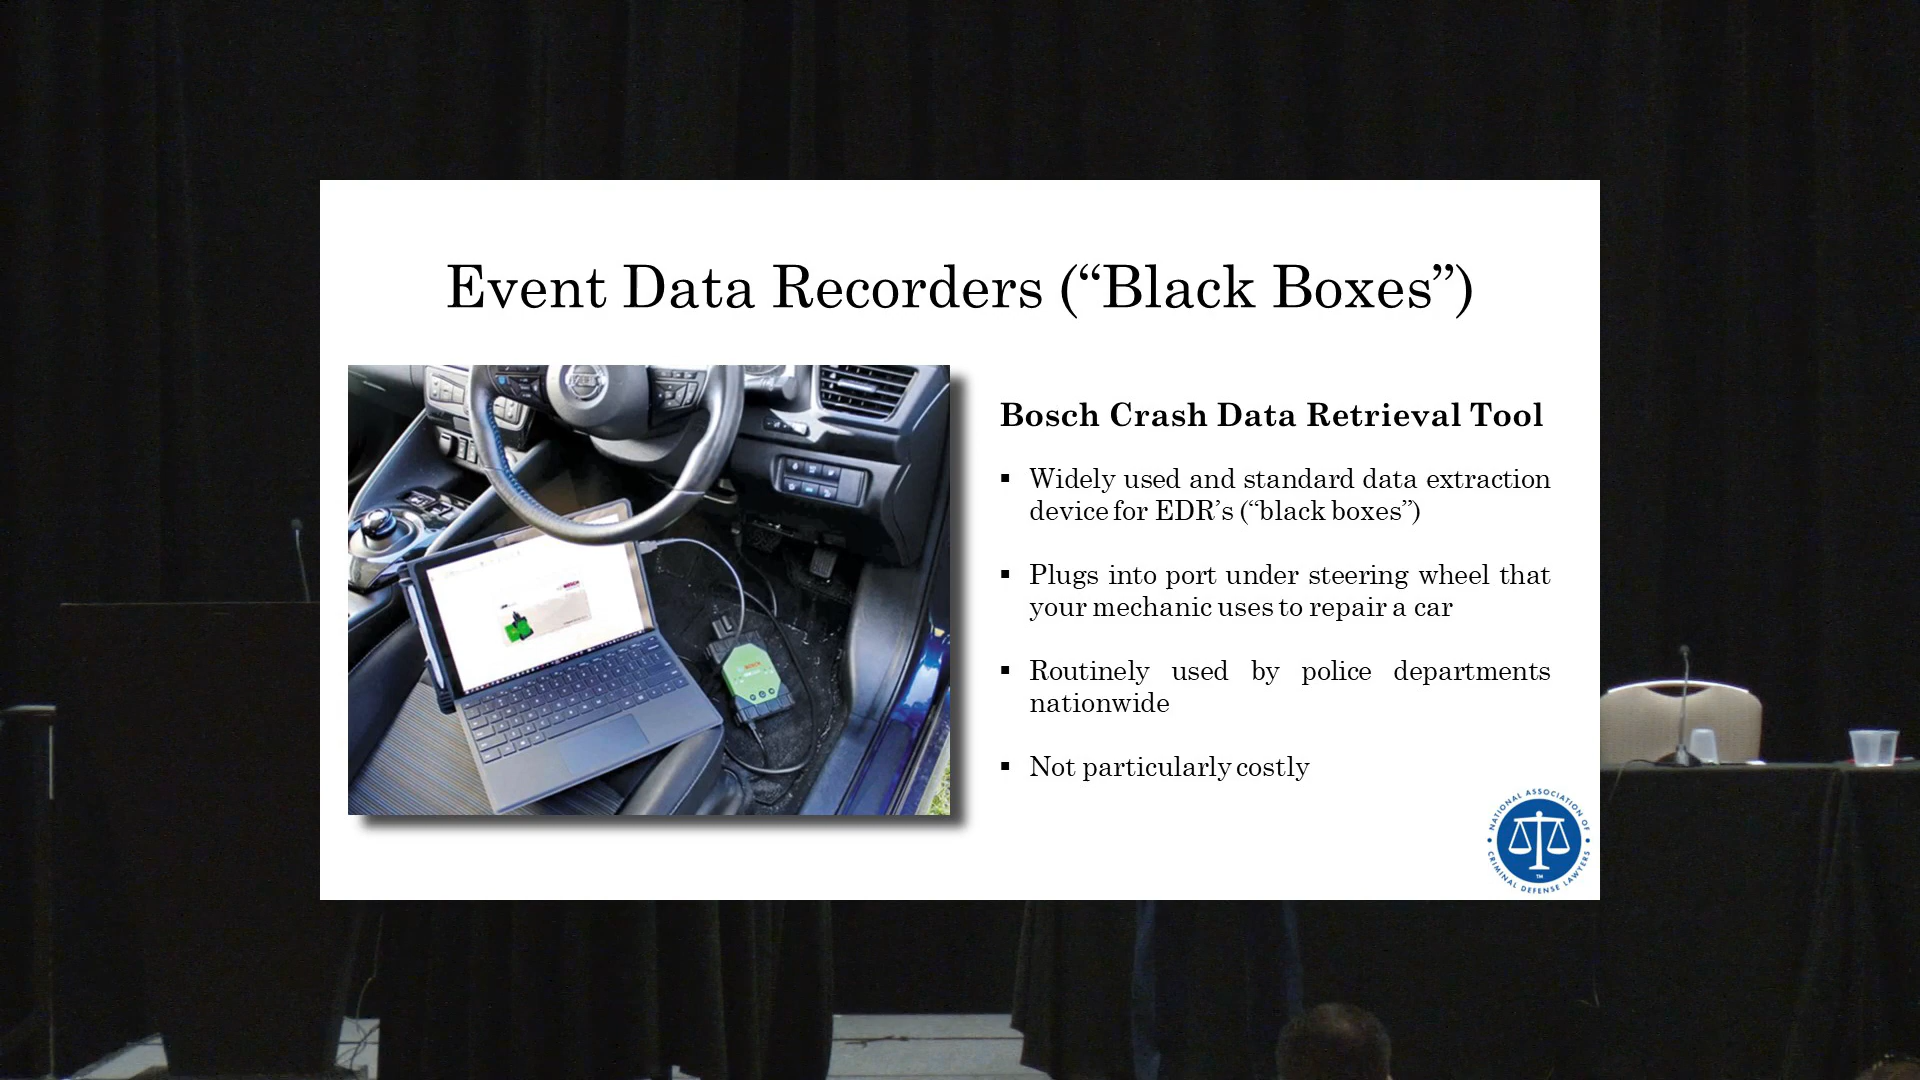 Event Data Recorders (“Black Boxes”)
Bosch Crash Data Retrieval Tool
▪ Widely used and standard data extraction
device for EDR’s (“black boxes”)
▪ Plugs into port under steering wheel that
your mechanic uses to repair a car
▪ Routinely used by police departments
nationwide
▪ Not particularly costly
BOSCH
NATIONAL ASSOCIATION OF
CRIMINAL DEFENSE LAWYERS
TM